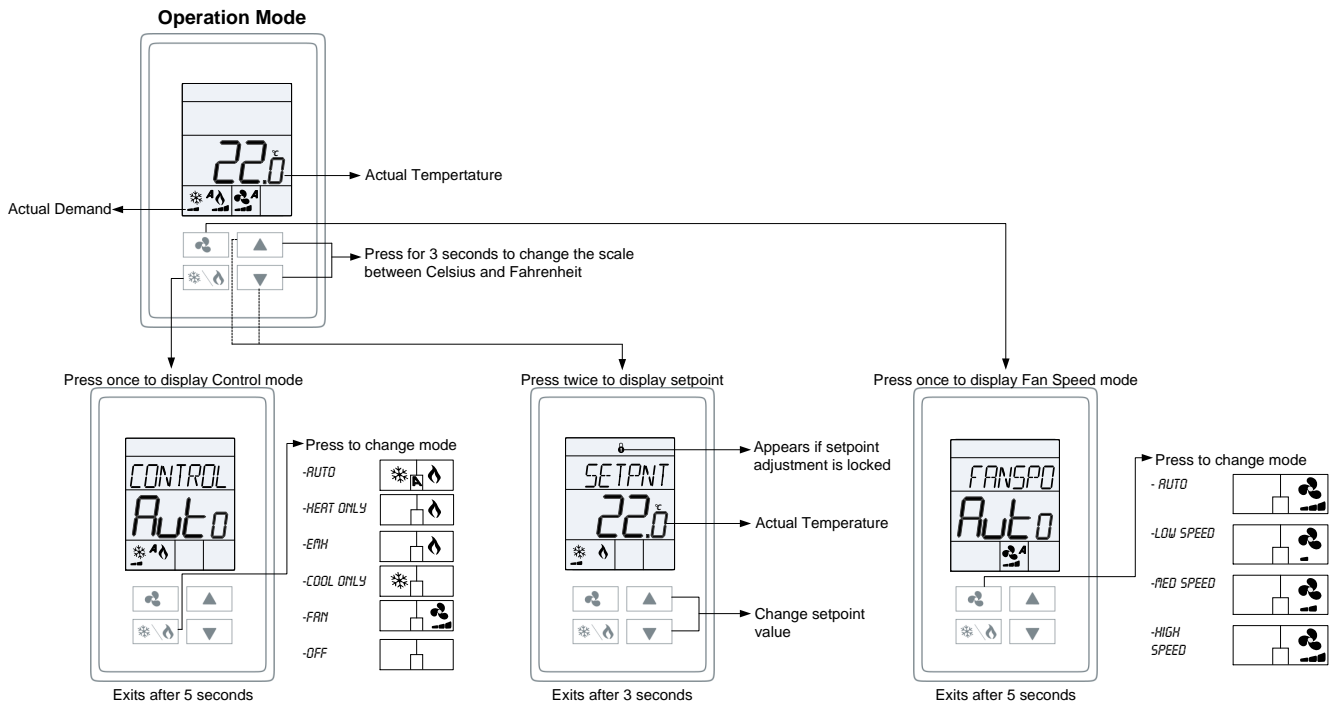 Operation Mode
22.0 °C
Actual Tempertature
Actual Demand
A A
Press for 3 seconds to change the scale
between Celsius and Fahrenheit
Press once to display Control mode
CONTROL
Auto
A
Press to change mode
-AUTO
A
-HEAT ONLY
-EMH
-COOL ONLY
-FAN
-OFF
Exits after 5 seconds
Press twice to display setpoint
SETPNT
22.0 °C
Appears if setpoint
adjustment is locked
Actual Temperature
Change setpoint
value
Exits after 3 seconds
Press once to display Fan Speed mode
FANSPD
Auto
A
Press to change mode
- AUTO
-LOW SPEED
-MED SPEED
-HIGH
SPEED
Exits after 5 seconds